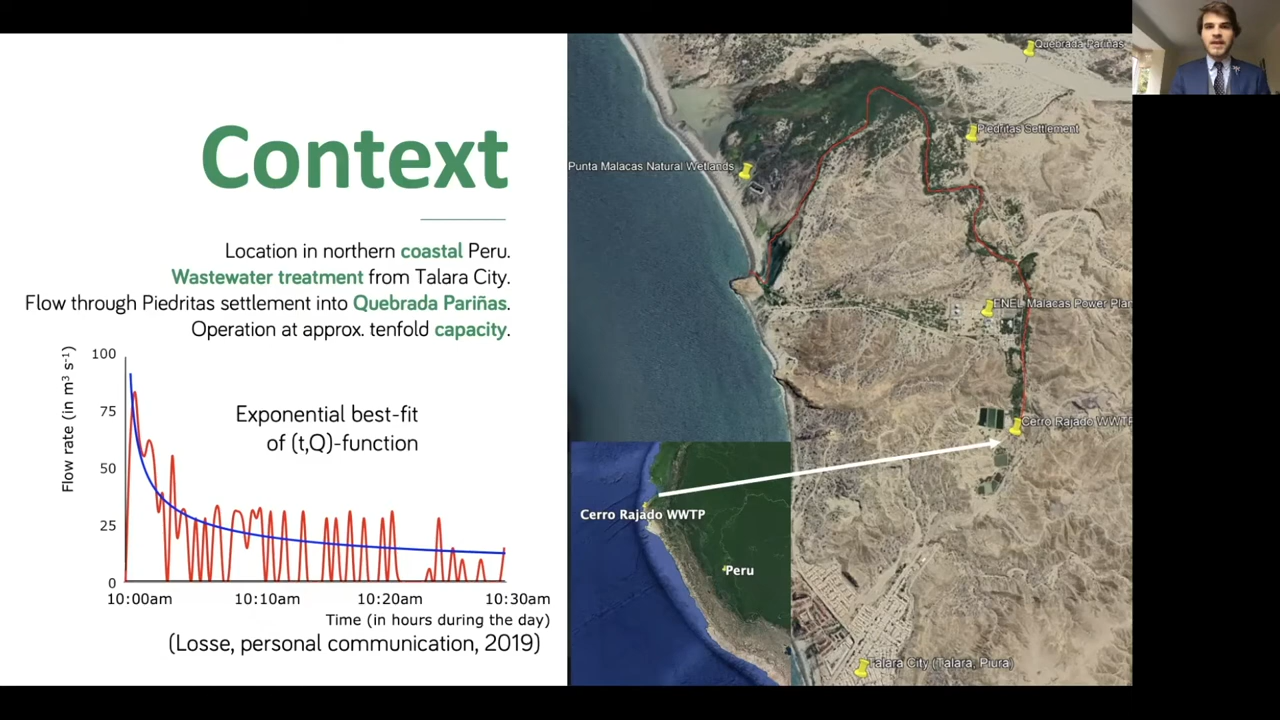 Context
Location in northern coastal Peru.
Wastewater treatment from Talara City.
Flow through Piedritas settlement into Quebrada Pariñas.
Operation at approx. tenfold capacity.
Flow rate (in m³ s⁻¹)
100
75
50
25
0
Exponential best-fit
of (t,Q)-function
10:00am 10:10am 10:20am 10:30am
Time (in hours during the day)
(Losse, personal communication, 2019)
Quebrada Pariñas
Piedritas Settlement
Punta Malacas Natural Wetlands
ENEL Malacas Power Plan
Cerro Rajado WWTP
Cerro Rajado WWTP
Peru
Talara City (Talara, Piura)